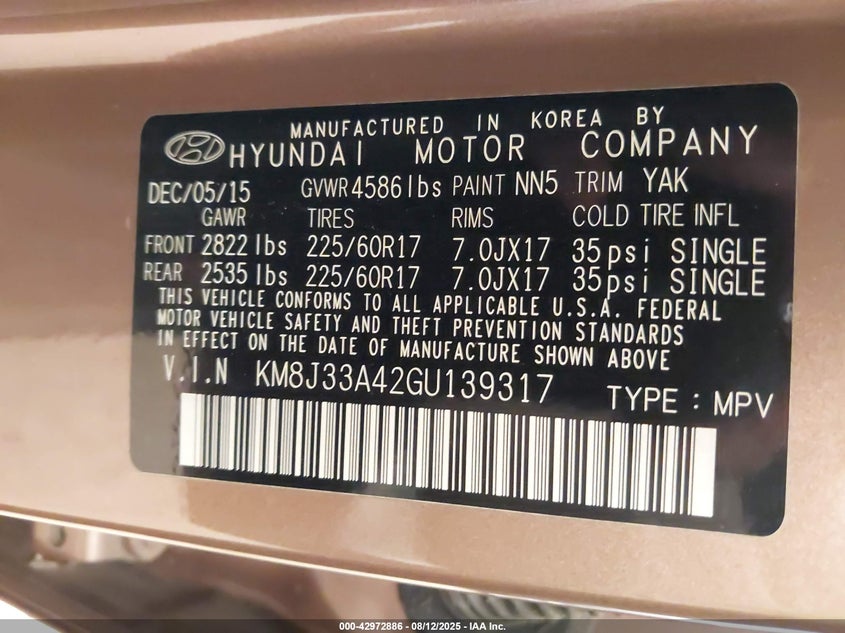 MANUFACTURED IN KOREA BY
HYUNDAI MOTOR COMPANY
DEC/05/15 GVWR 4586 lbs PAINT NN5 TRIM YAK
GAWR TIRES RIMS COLD TIRE INFL
FRONT 2822 lbs 225/60R17 7.0JX17 35psi SINGLE
REAR 2535 lbs 225/60R17 7.0JX17 35psi SINGLE
THIS VEHICLE CONFORMS TO ALL APPLICABLE U.S.A. FEDERAL
MOTOR VEHICLE SAFETY AND THEFT PREVENTION STANDARDS
IN EFFECT ON THE DATE OF MANUFACTURE SHOWN ABOVE
V.I.N KM8J33A42GU139317 TYPE : MPV
000-42972886 - 08/12/2025 - IAA Inc.